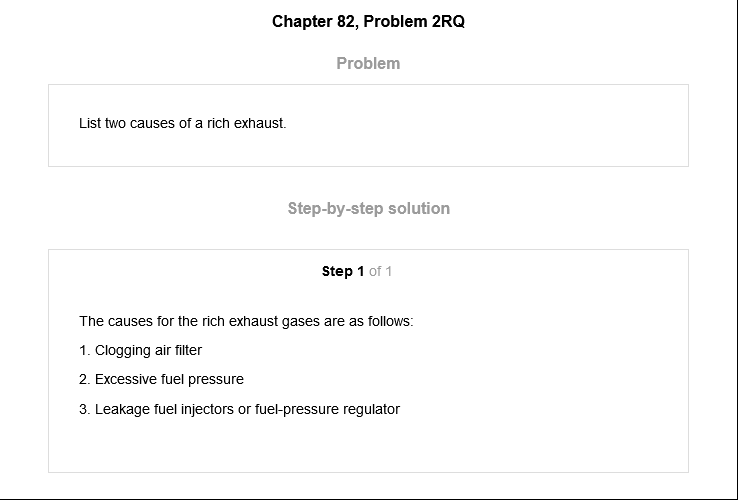 Chapter 82, Problem 2RQ
Problem
List two causes of a rich exhaust.
Step-by-step solution
Step 1 of 1
The causes for the rich exhaust gases are as follows:
1. Clogging air filter
2. Excessive fuel pressure
3. Leakage fuel injectors or fuel-pressure regulator